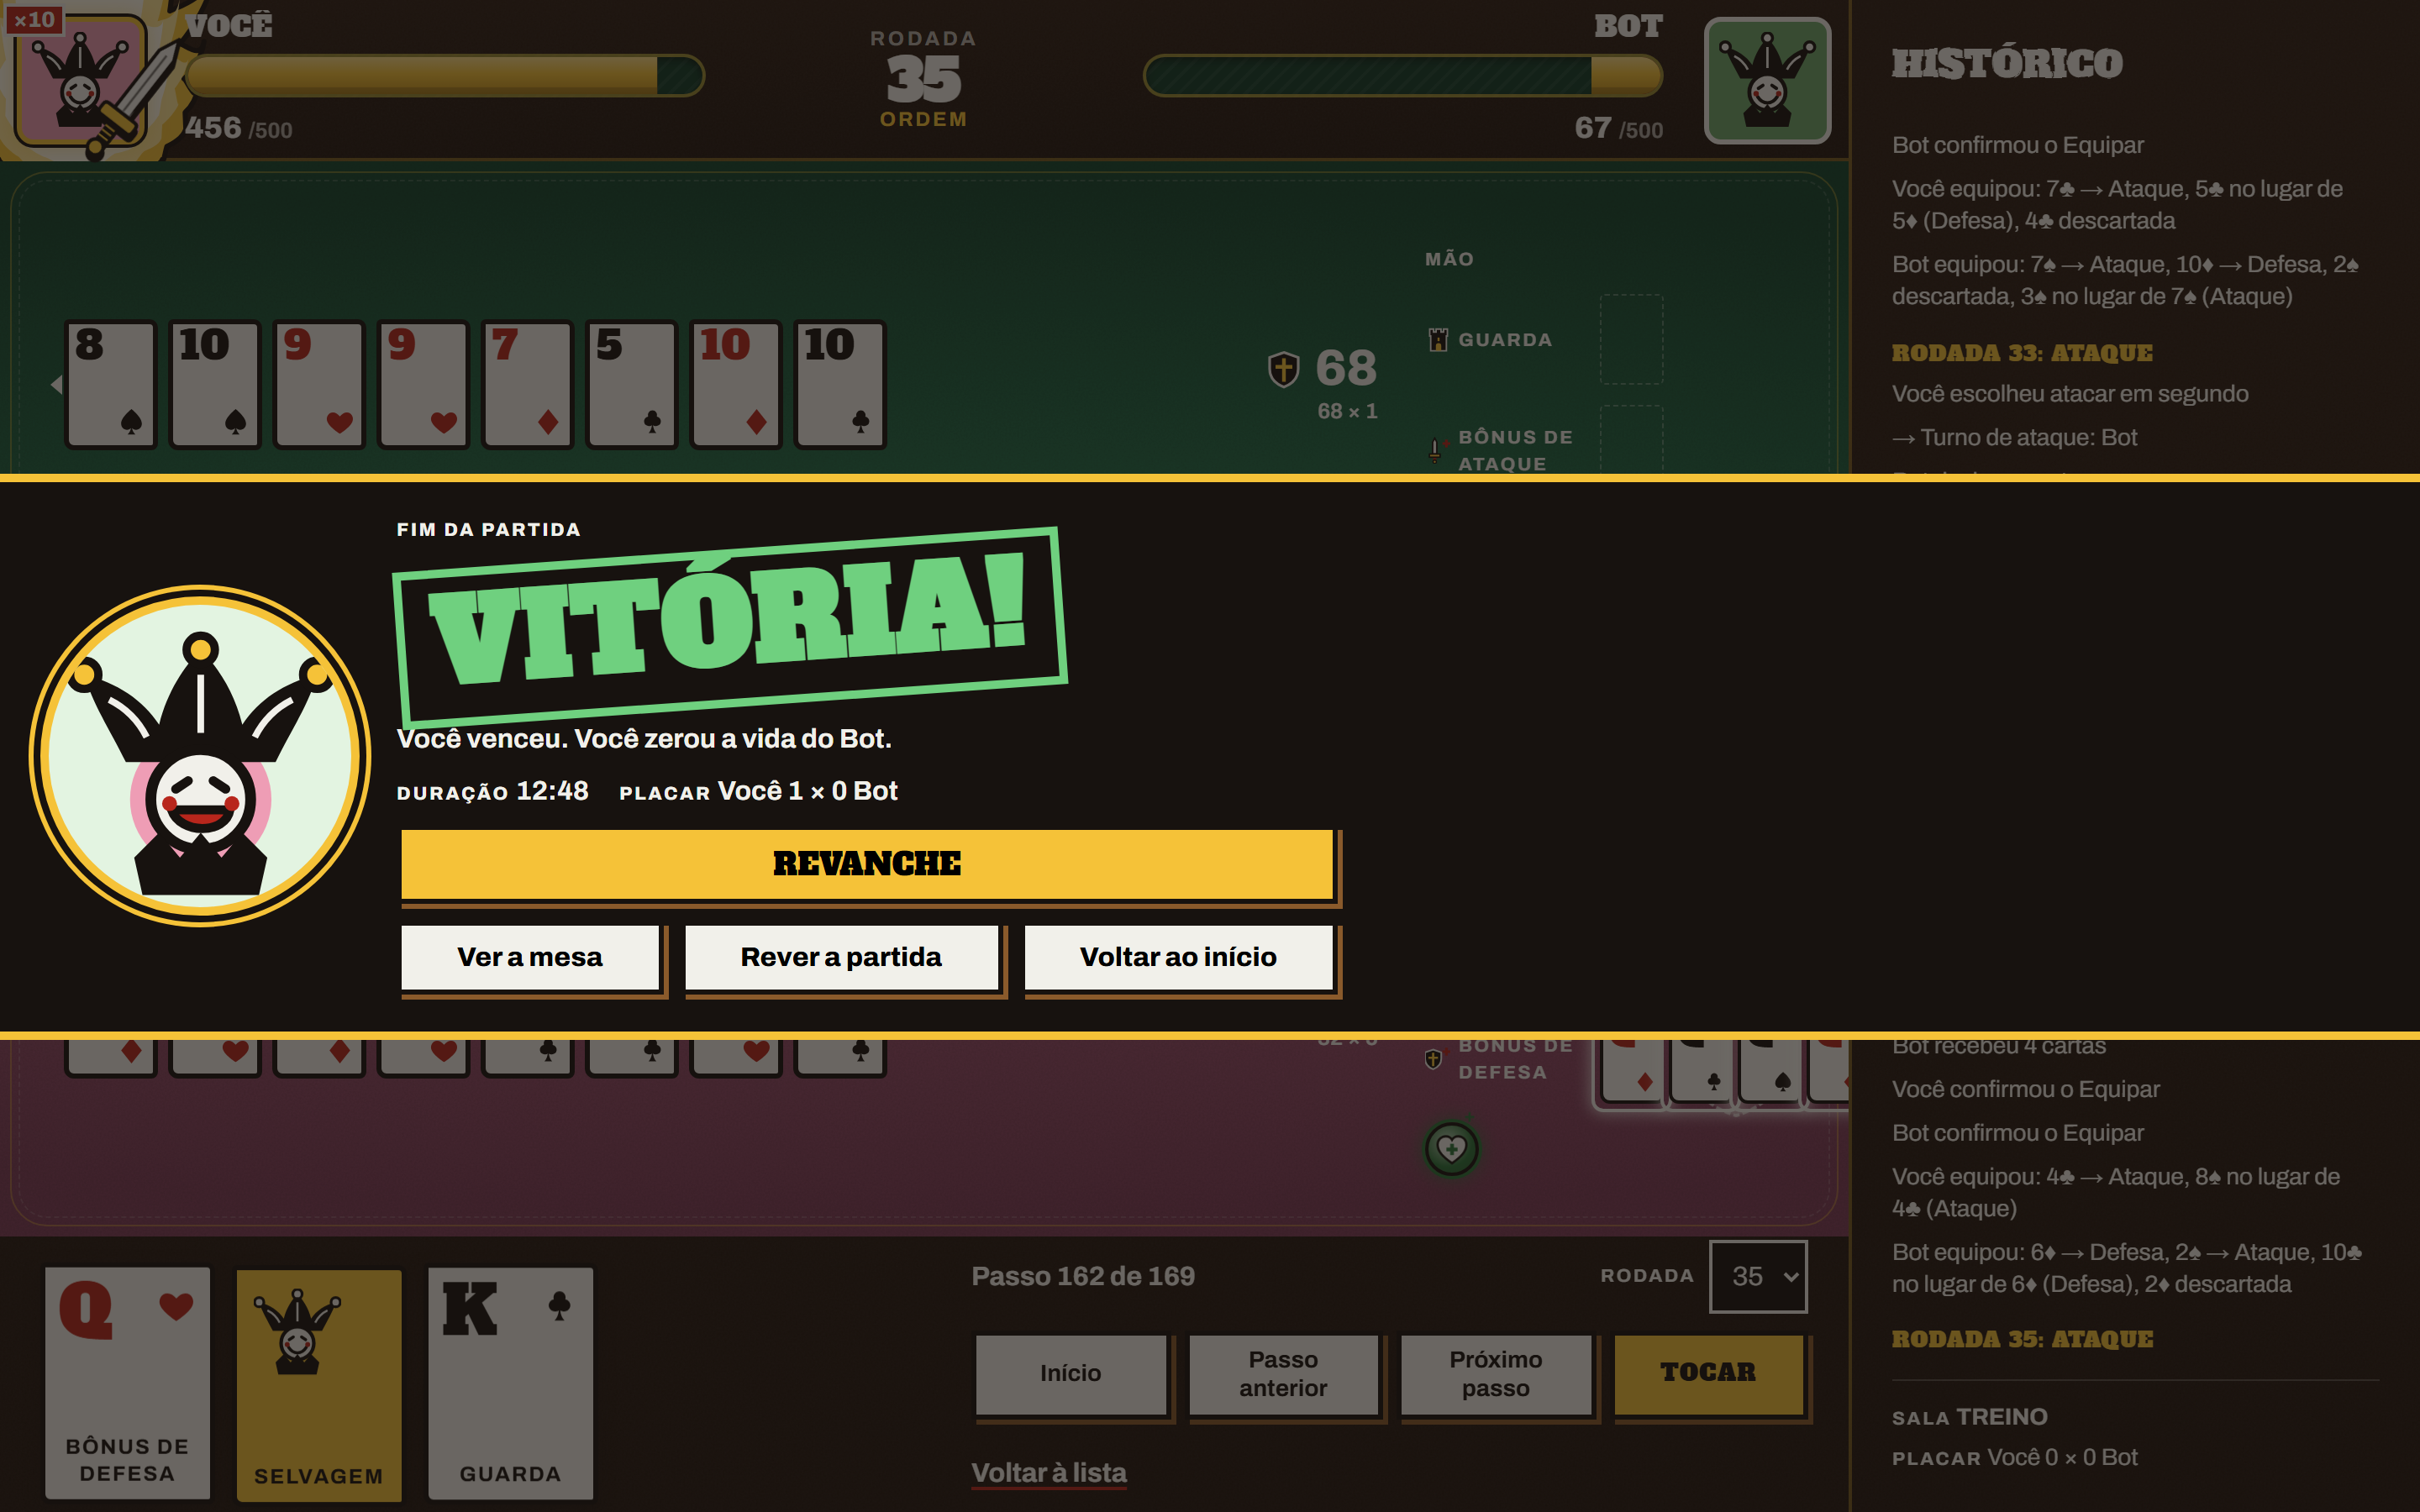 ×10
VOCÊ
456 /500
RODADA
35
ORDEM
BOT
67 /500
8
10
9
9
7
5
10
10
68
68 × 1
MÃO
GUARDA
BÔNUS DE
ATAQUE
HISTÓRICO
Bot confirmou o Equipar
Você equipou: 7♣ → Ataque, 5♣ no lugar de
5♦ (Defesa), 4♣ descartada
Bot equipou: 7♠ → Ataque, 10♦ → Defesa, 2♠
descartada, 3♠ no lugar de 7♠ (Ataque)
RODADA 33: ATAQUE
Você escolheu atacar em segundo
→ Turno de ataque: Bot
FIM DA PARTIDA
VITÓRIA!
Você venceu. Você zerou a vida do Bot.
DURAÇÃO 12:48 PLACAR Você 1 × 0 Bot
REVANCHE
Ver a mesa
Rever a partida
Voltar ao início
BÔNUS DE
DEFESA
Bot recebeu 4 cartas
Você confirmou o Equipar
Bot confirmou o Equipar
Você equipou: 4♣ → Ataque, 8♠ no lugar de
4♣ (Ataque)
Bot equipou: 6♦ → Defesa, 2♠ → Ataque, 10♣
no lugar de 6♦ (Defesa), 2♦ descartada
RODADA 35: ATAQUE
SALA TREINO
PLACAR Você 0 × 0 Bot
Q
BÔNUS DE
DEFESA
SELVAGEM
K
GUARDA
Passo 162 de 169
RODADA 35
Início
Passo
anterior
Próximo
passo
TOCAR
Voltar à lista